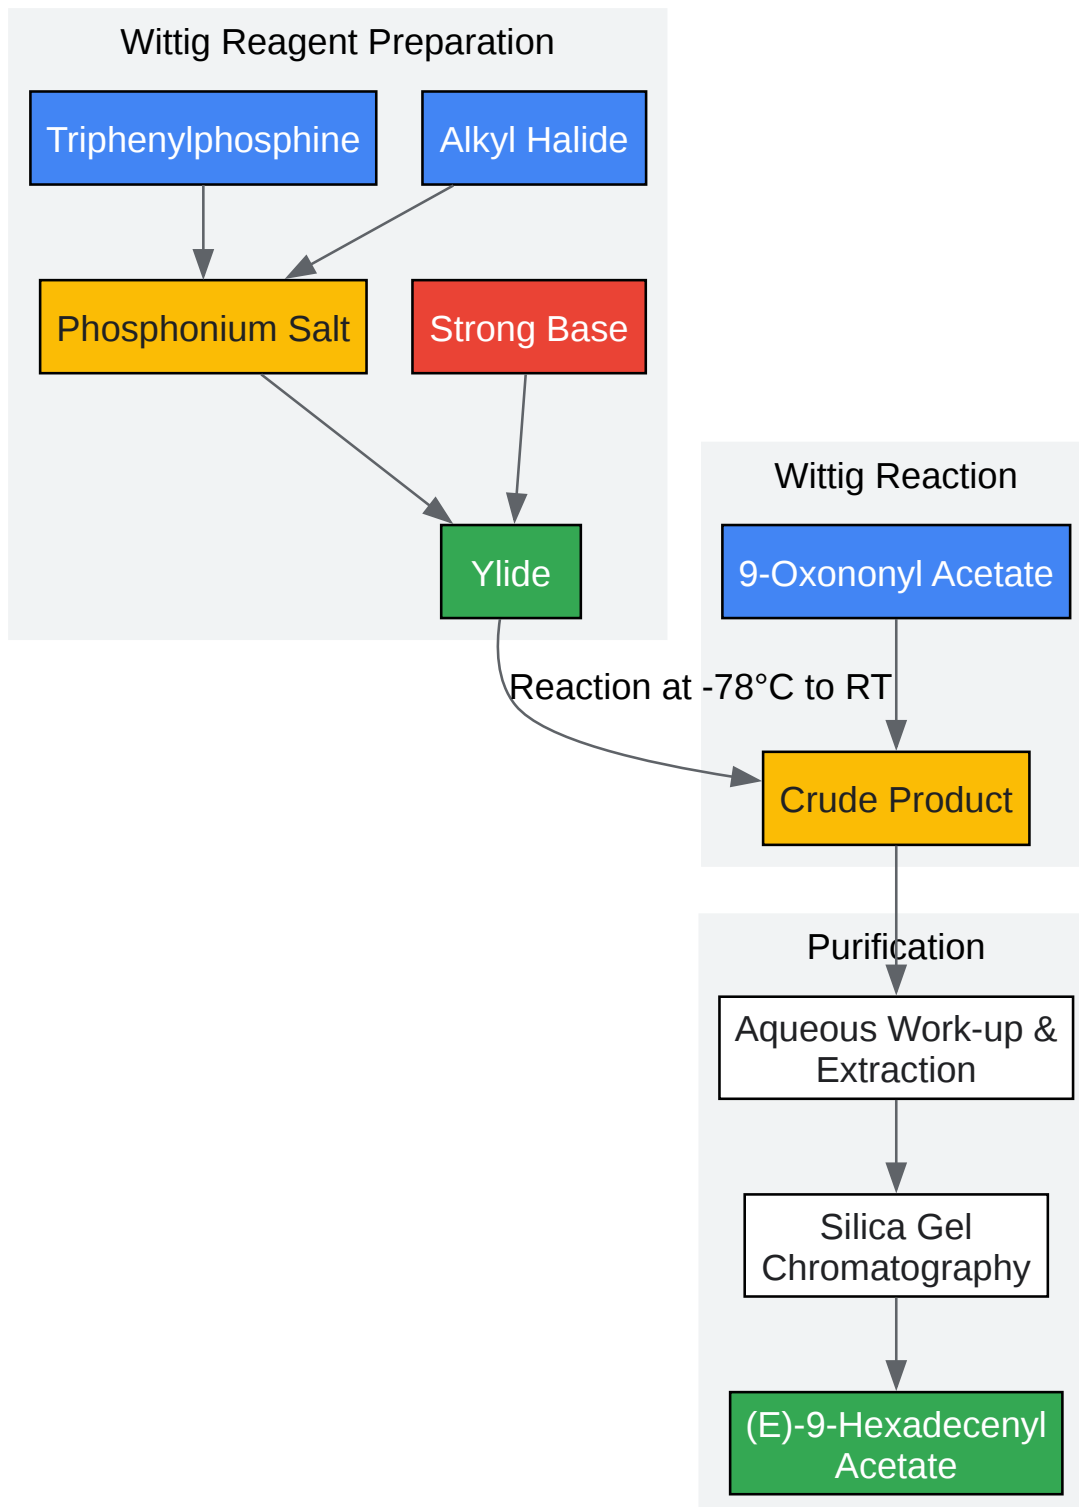 Wittig Reagent Preparation
Triphenylphosphine
Alkyl Halide
Phosphonium Salt
Strong Base
Ylide
Wittig Reaction
9-Oxononyl Acetate
Reaction at -78°C to RT
Crude Product
Purification
Aqueous Work-up &
Extraction
Silica Gel
Chromatography
(E)-9-Hexadecenyl
Acetate